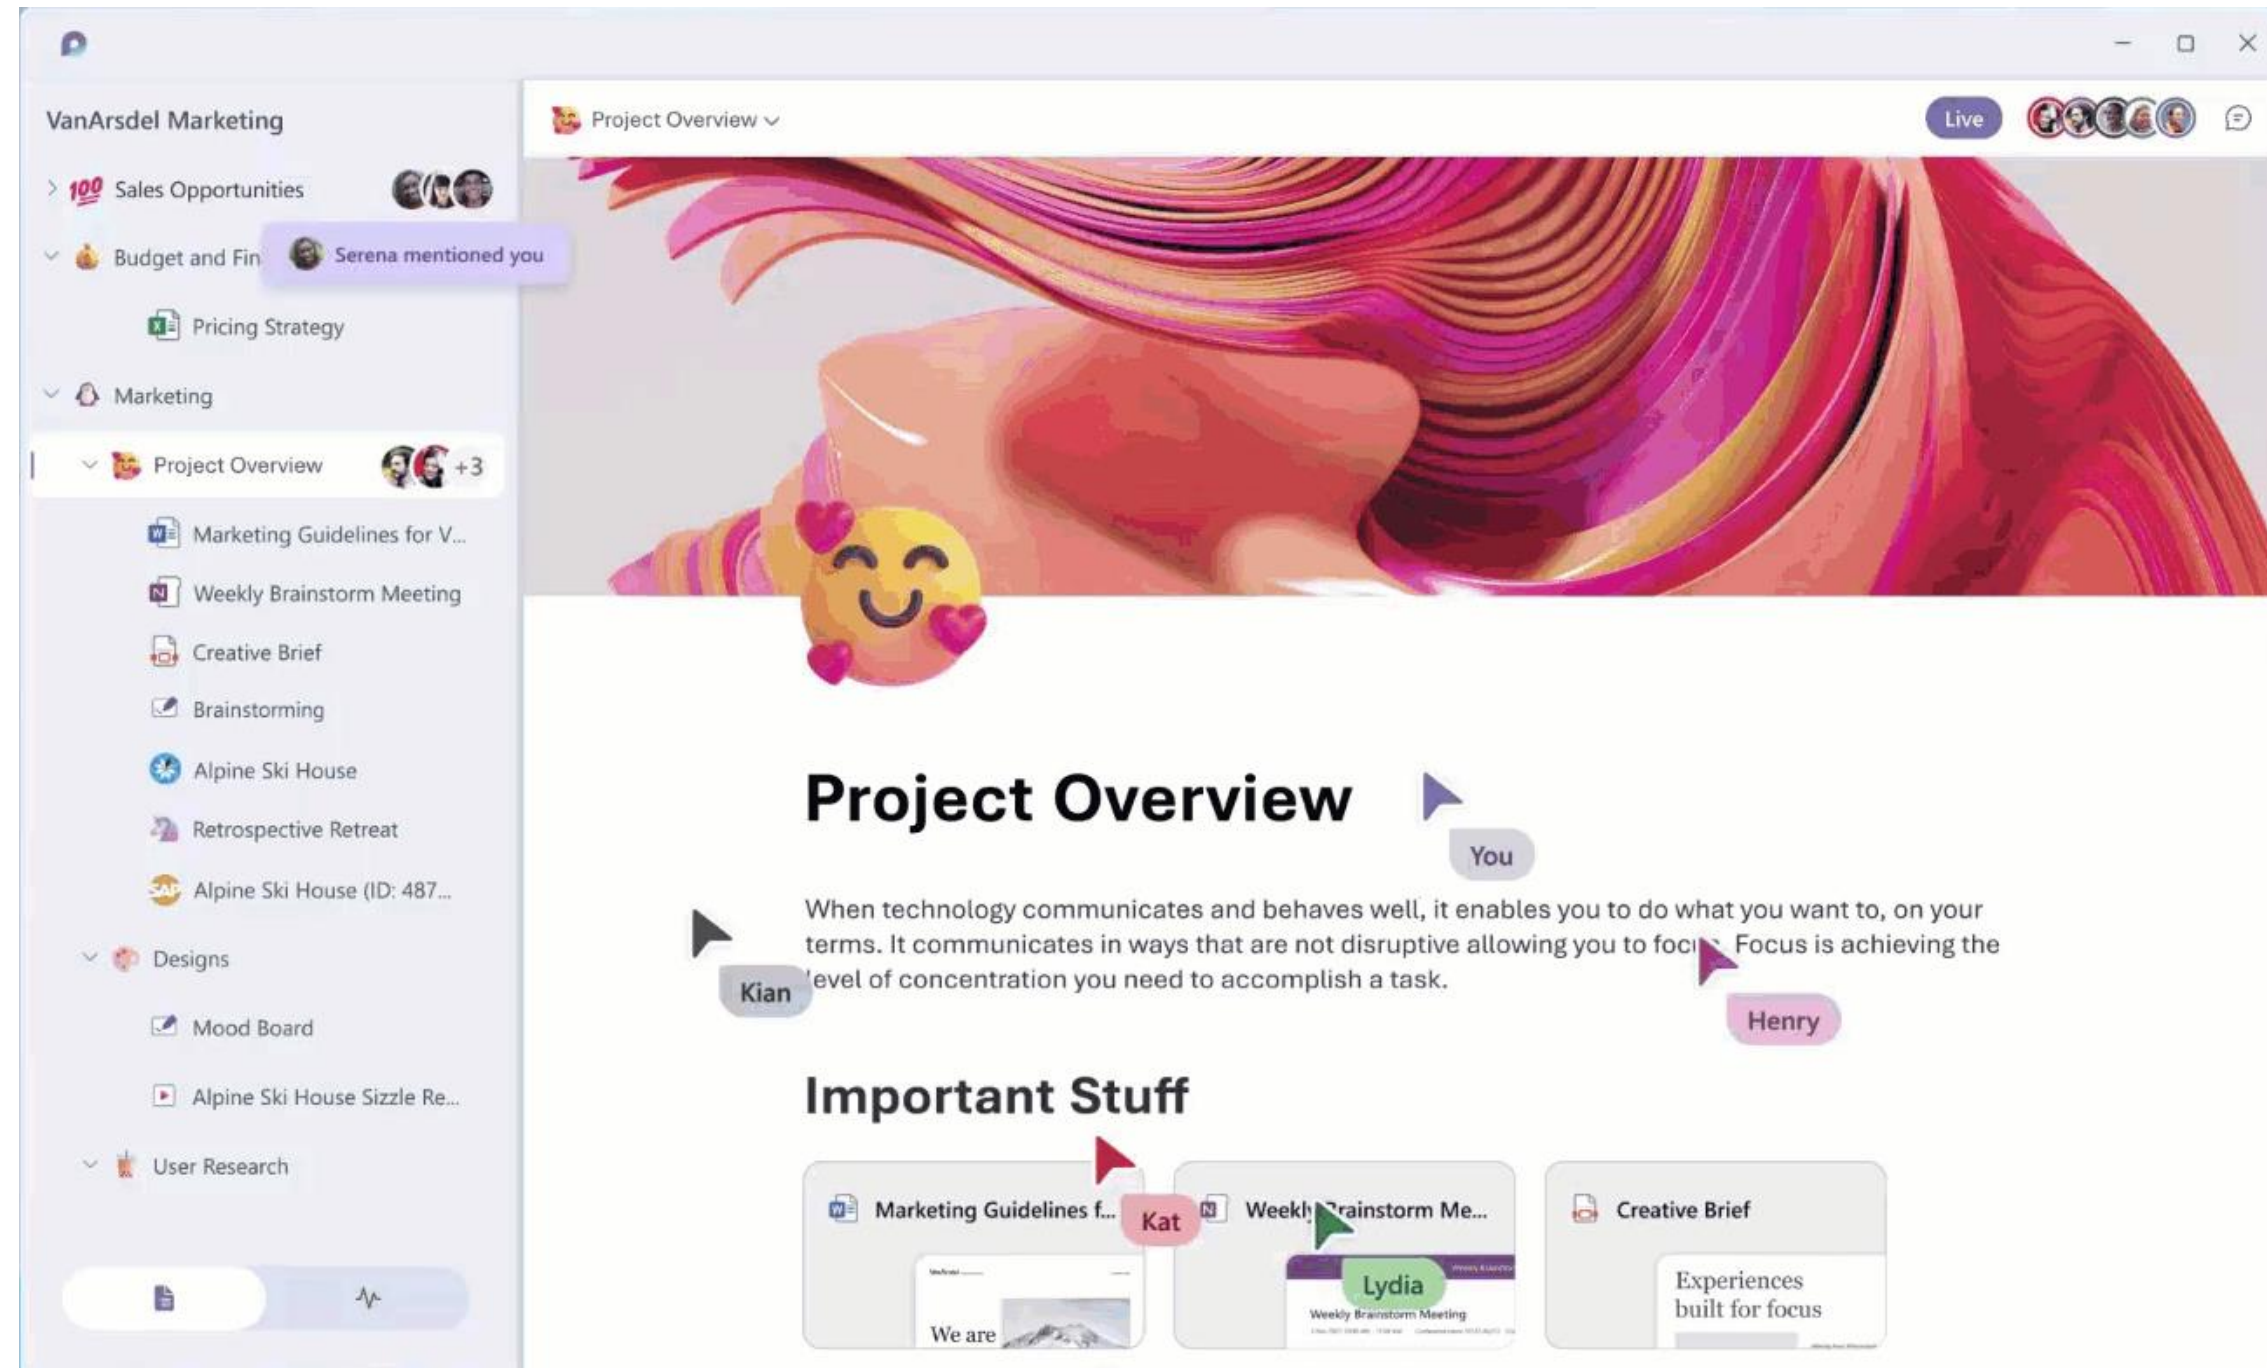 VanArsdel Marketing
Sales Opportunities
Budget and Fin
Serena mentioned you
Pricing Strategy
Marketing
Project Overview
+3
Marketing Guidelines for V...
Weekly Brainstorm Meeting
Creative Brief
Brainstorming
Alpine Ski House
Retrospective Retreat
SAP
Alpine Ski House (ID: 487...
Designs
Mood Board
Alpine Ski House Sizzle Re...
User Research
Project Overview
Live
Project Overview
You
When technology communicates and behaves well, it enables you to do what you want to, on your
terms. It communicates in ways that are not disruptive allowing you to Focus is achieving the
level of concentration you need to accomplish a task.
Kian
Henry
Important Stuff
Marketing Guidelines f...
Kat
Weekly Brainstorm Me...
Lydia
Creative Brief
We are
Weekly Brainstorm Meeting
Experiences
built for focus